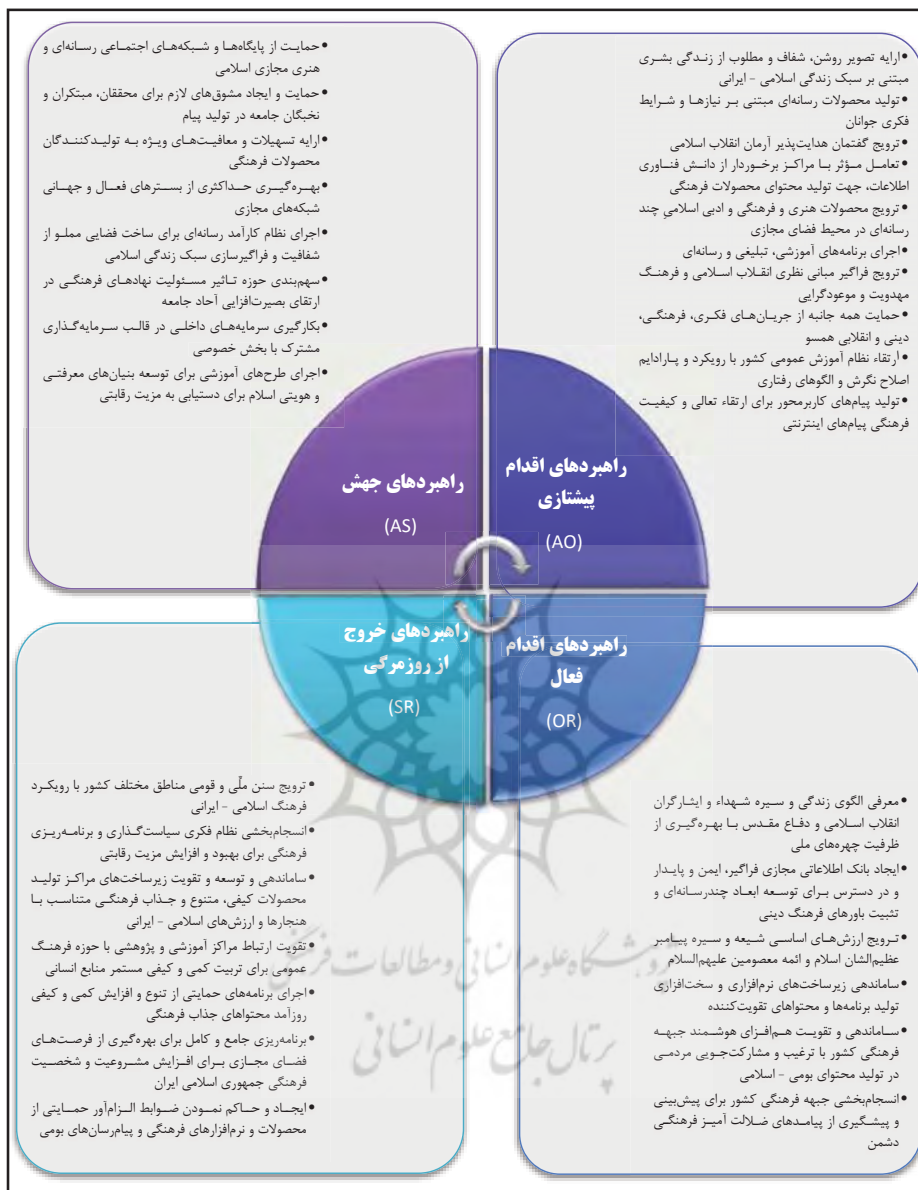 •ارایه تصویر روشن، شفاف و مطلوب از زندگی بشری
مبتنی بر سبک زندگی اسلامی - ایرانی
•تولید محصولات رسانه‌ای مبتنی بر نیازها و شرایط
فکری جوانان
•ترویج گفتمان هدایت‌پذیر آرمان انقلاب اسلامی
•تعامل مؤثر با مراکز برخوردار از دانش فناوری
اطلاعات، جهت تولید محتوای محصولات فرهنگی
•ترویج محصولات هنری و فرهنگی و ادبی اسلامی چند
رسانه‌ای در محیط فضای مجازی
•اجرای برنامه‌های آموزشی، تبلیغی و رسانه‌ای
•ترویج فراگیر مبانی نظری انقلاب اسلامی و فرهنگ
مهدویت و موعودگرایی
•حمایت همه جانبه از جریان‌های فکری، فرهنگی،
دینی و انقلابی همسو
•ارتقاء نظام آموزش عمومی کشور با رویکرد و پارادایم
اصلاح نگرش و الگوهای رفتاری
•تولید پیام‌های کاربرمحور برای ارتقاء تعالی و کیفیت
فرهنگی پیام‌های اینترنتی
•حمایت از پایگاه‌ها و شبکه‌های اجتماعی رسانه‌ای و
هنری مجازی اسلامی
•حمایت و ایجاد مشوق‌های لازم برای محققان، مبتکران و
نخبگان جامعه در تولید پیام
•ارایه تسهیلات و معافیت‌های ویژه به تولیدکنندگان
محصولات فرهنگی
•بهره‌گیری حداکثری از بسترهای فعال و جهانی
شبکه‌های مجازی
•اجرای نظام کارآمد رسانه‌ای برای ساخت فضایی مملو از
شفافیت و فراگیرسازی سبک زندگی اسلامی
•سهم‌بندی حوزه تاثیر مسئولیت نهادهای فرهنگی در
ارتقای بصیرت‌افزایی آحاد جامعه
•بکارگیری سرمایه‌های داخلی در قالب سرمایه‌گذاری
مشترک با بخش خصوصی
•اجرای طرح‌های آموزشی برای توسعه بنیان‌های معرفتی
و هویتی اسلام برای دستیابی به مزیت رقابتی
راهبردهای اقدام
پیشتازی
(AO)
راهبردهای جهش
(AS)
راهبردهای اقدام
فعال
(OR)
راهبردهای خروج
از روزمرگی
(SR)
•معرفی الگوی زندگی و سیره شهداء و ایثارگران
انقلاب اسلامی و دفاع مقدس با بهره‌گیری از
ظرفیت چهره‌های ملی
•ایجاد بانک اطلاعاتی مجازی فراگیر، ایمن و پایدار
و در دسترس برای توسعه ابعاد چندرسانه‌ای و
تثبیت باورهای فرهنگ دینی
•ترویج ارزش‌های اساسی شیعه و سیره پیامبر
عظیم‌الشان اسلام و ائمه معصومین علیهم‌السلام
•ساماندهی زیرساخت‌های نرم‌افزاری و سخت‌افزاری
تولید برنامه‌ها و محتواهای تقویت‌کننده
•ساماندهی و تقویت هم‌افزای هوشمند جبهه
فرهنگی کشور با ترغیب و مشارکت‌جویی مردمی
در تولید محتوای بومی - اسلامی
•انسجام‌بخشی جبهه فرهنگی کشور برای پیش‌بینی
و پیشگیری از پیامدهای ضلالت آمیز فرهنگی
دشمن
•ترویج سنن ملّی و قومی مناطق مختلف کشور با رویکرد
فرهنگ اسلامی - ایرانی
•انسجام‌بخشی نظام فکری سیاست‌گذاری و برنامه‌ریزی
فرهنگی برای بهبود و افزایش مزیت رقابتی
•ساماندهی و توسعه و تقویت زیرساخت‌های مراکز تولید
محصولات کیفی، متنوع و جذاب فرهنگی متناسب با
هنجارها و ارزش‌های اسلامی - ایرانی
•تقویت ارتباط مراکز آموزشی و پژوهشی با حوزه فرهنگ
عمومی برای تربیت کمی و کیفی مستمر منابع انسانی
•اجرای برنامه‌های حمایتی از تنوع و افزایش کمی و کیفی
روزآمد محتواهای جذاب فرهنگی
•برنامه‌ریزی جامع و کامل برای بهره‌گیری از فرصت‌های
فضای مجازی برای افزایش مشروعیت و شخصیت
فرهنگی جمهوری اسلامی ایران
•ایجاد و حاکم نمودن ضوابط الزام‌آور حمایتی از
محصولات و نرم‌افزارهای فرهنگی و پیام‌رسان‌های بومی
پژوهشگاه علوم انسانی و مطالعات فرهنگی
پرتال جامع علوم انسانی